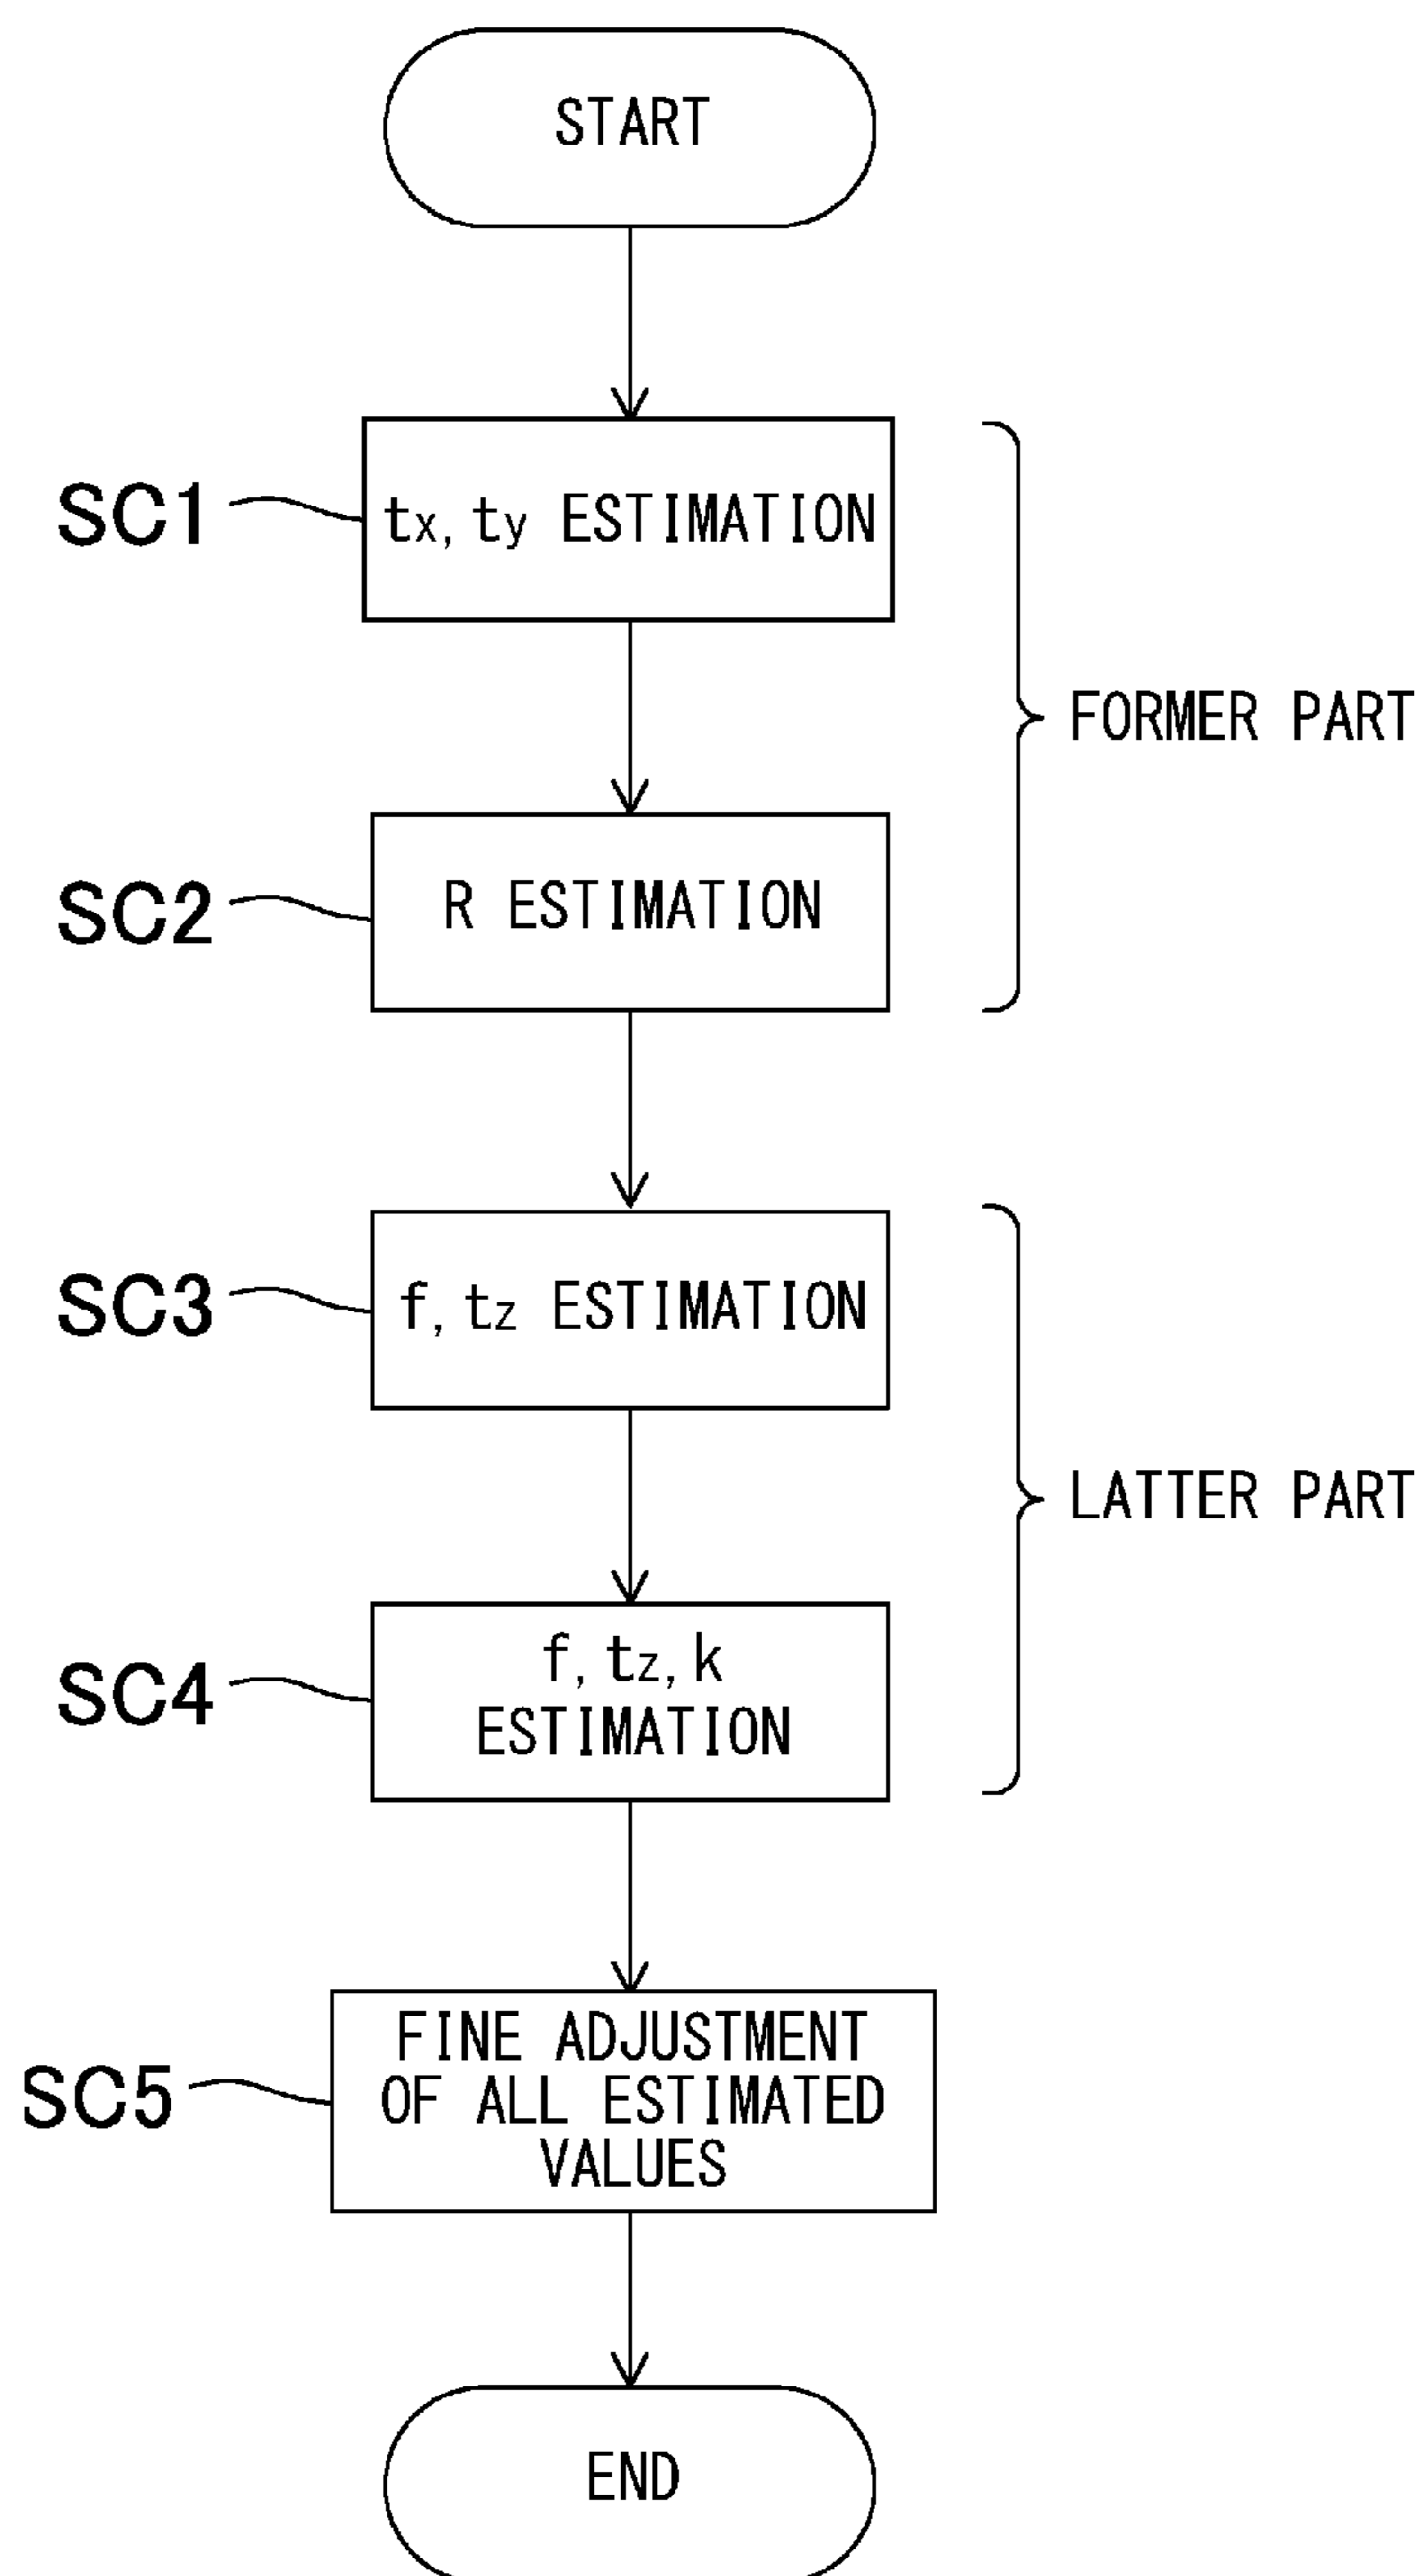 START
SC1
tx, ty ESTIMATION
FORMER PART
SC2
R ESTIMATION
SC3
f, tz ESTIMATION
LATTER PART
SC4
f, tz, k
ESTIMATION
SC5
FINE ADJUSTMENT
OF ALL ESTIMATED
VALUES
END